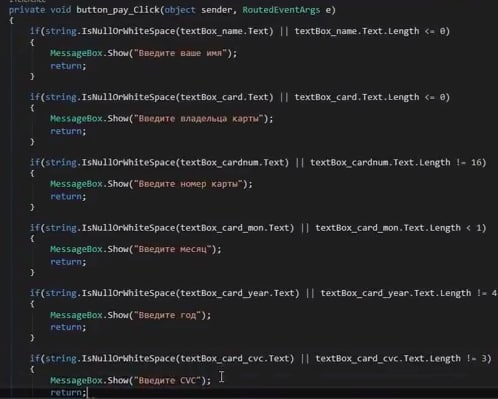 private void button_pay_Click(object sender, RoutedEventArgs e)
{
if(string.IsNullOrWhiteSpace(textBox_name.Text) || textBox_name.Text.Length <= 0)
{
MessageBox.Show("Введите ваше имя");
return;
}
if(string.IsNullOrWhiteSpace(textBox_card.Text) || textBox_card.Text.Length <= 0)
{
MessageBox.Show("Введите владельца карты");
return;
}
if(string.IsNullOrWhiteSpace(textBox_cardnum.Text) || textBox_cardnum.Text.Length != 16)
{
MessageBox.Show("Введите номер карты");
return;
}
if(string.IsNullOrWhiteSpace(textBox_card_mon.Text) || textBox_card_mon.Text.Length < 1)
{
MessageBox.Show("Введите месяц");
return;
}
if(string.IsNullOrWhiteSpace(textBox_card_year.Text) || textBox_card_year.Text.Length != 4
{
MessageBox.Show("Введите год");
return;
}
if(string.IsNullOrWhiteSpace(textBox_card_cvc.Text) || textBox_card_cvc.Text.Length != 3)
{
MessageBox.Show("Введите CVC");
return;